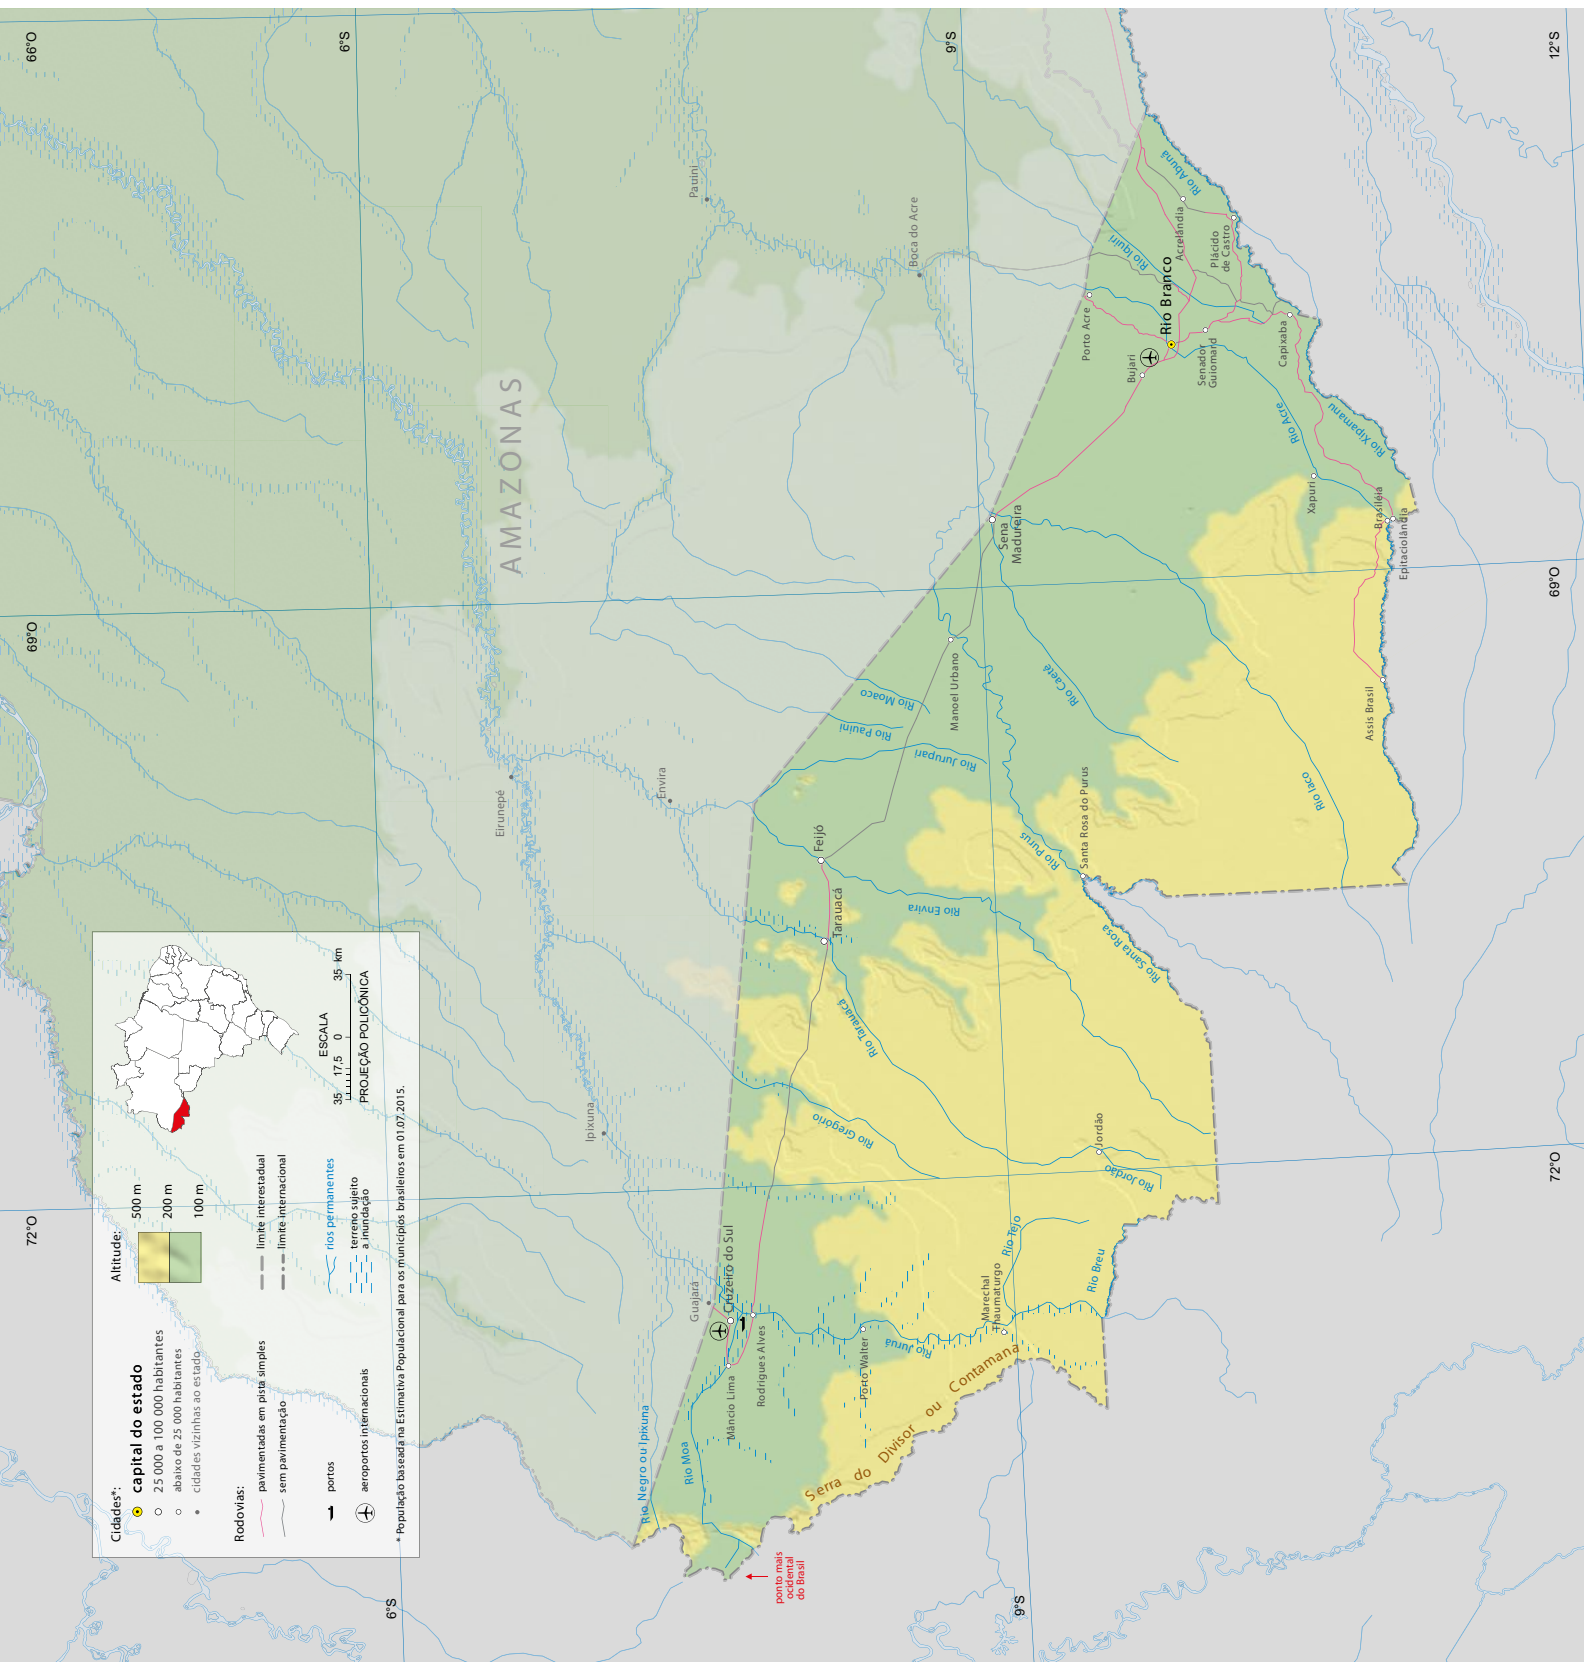 Cidades*:
capital do estado
25 000 a 100 000 habitantes
abaixo de 25 000 habitantes
cidades vizinhas ao estado
Rodovias:
pavimentadas em pista simples
sem pavimentação
portos
aeroportos internacionais
Altitude:
500 m
200 m
100 m
limite interestadual
limite internacional
rios permanentes
terreno sujeito
a inundação
ESCALA
35 17,5 0 35 km
PROJEÇÃO POLICÔNICA
* População baseada na Estimativa Populacional para os municípios brasileiros em 01.07.2015.
72°O
69°O
66°O
6°S
6°S
9°S
9°S
12°S
69°O
72°O
AMAZONAS
Eirunepé
Envira
Ipixuna
Guajará
Pauini
Boca do Acre
Rio Negro ou Ipixuna
Rio Moa
ponto mais
ocidental
do Brasil
Mâncio Lima
Cruzeiro do Sul
Rodrigues Alves
Porto Walter
Rio Juruá
Marechal
Thaumaturgo
Serra do Divisor ou Contamana
Rio Tejo
Rio Breu
Jordão
Rio Jordão
Rio Gregório
Rio Tarauacá
Tarauacá
Feijó
Rio Envira
Rio Jurupari
Rio Pauini
Rio Moaco
Rio Purus
Santa Rosa do Purus
Rio Santa Rosa
Manoel Urbano
Sena
Madureira
Rio Caeté
Rio Iaco
Assis Brasil
Brasiléia
Epitaciolândia
Xapuri
Rio Xipamanu
Rio Acre
Capixaba
Senador
Guiomard
Bujari
Rio Branco
Porto Acre
Rio Iquiri
Acrelândia
Plácido
de Castro
Rio Abunã